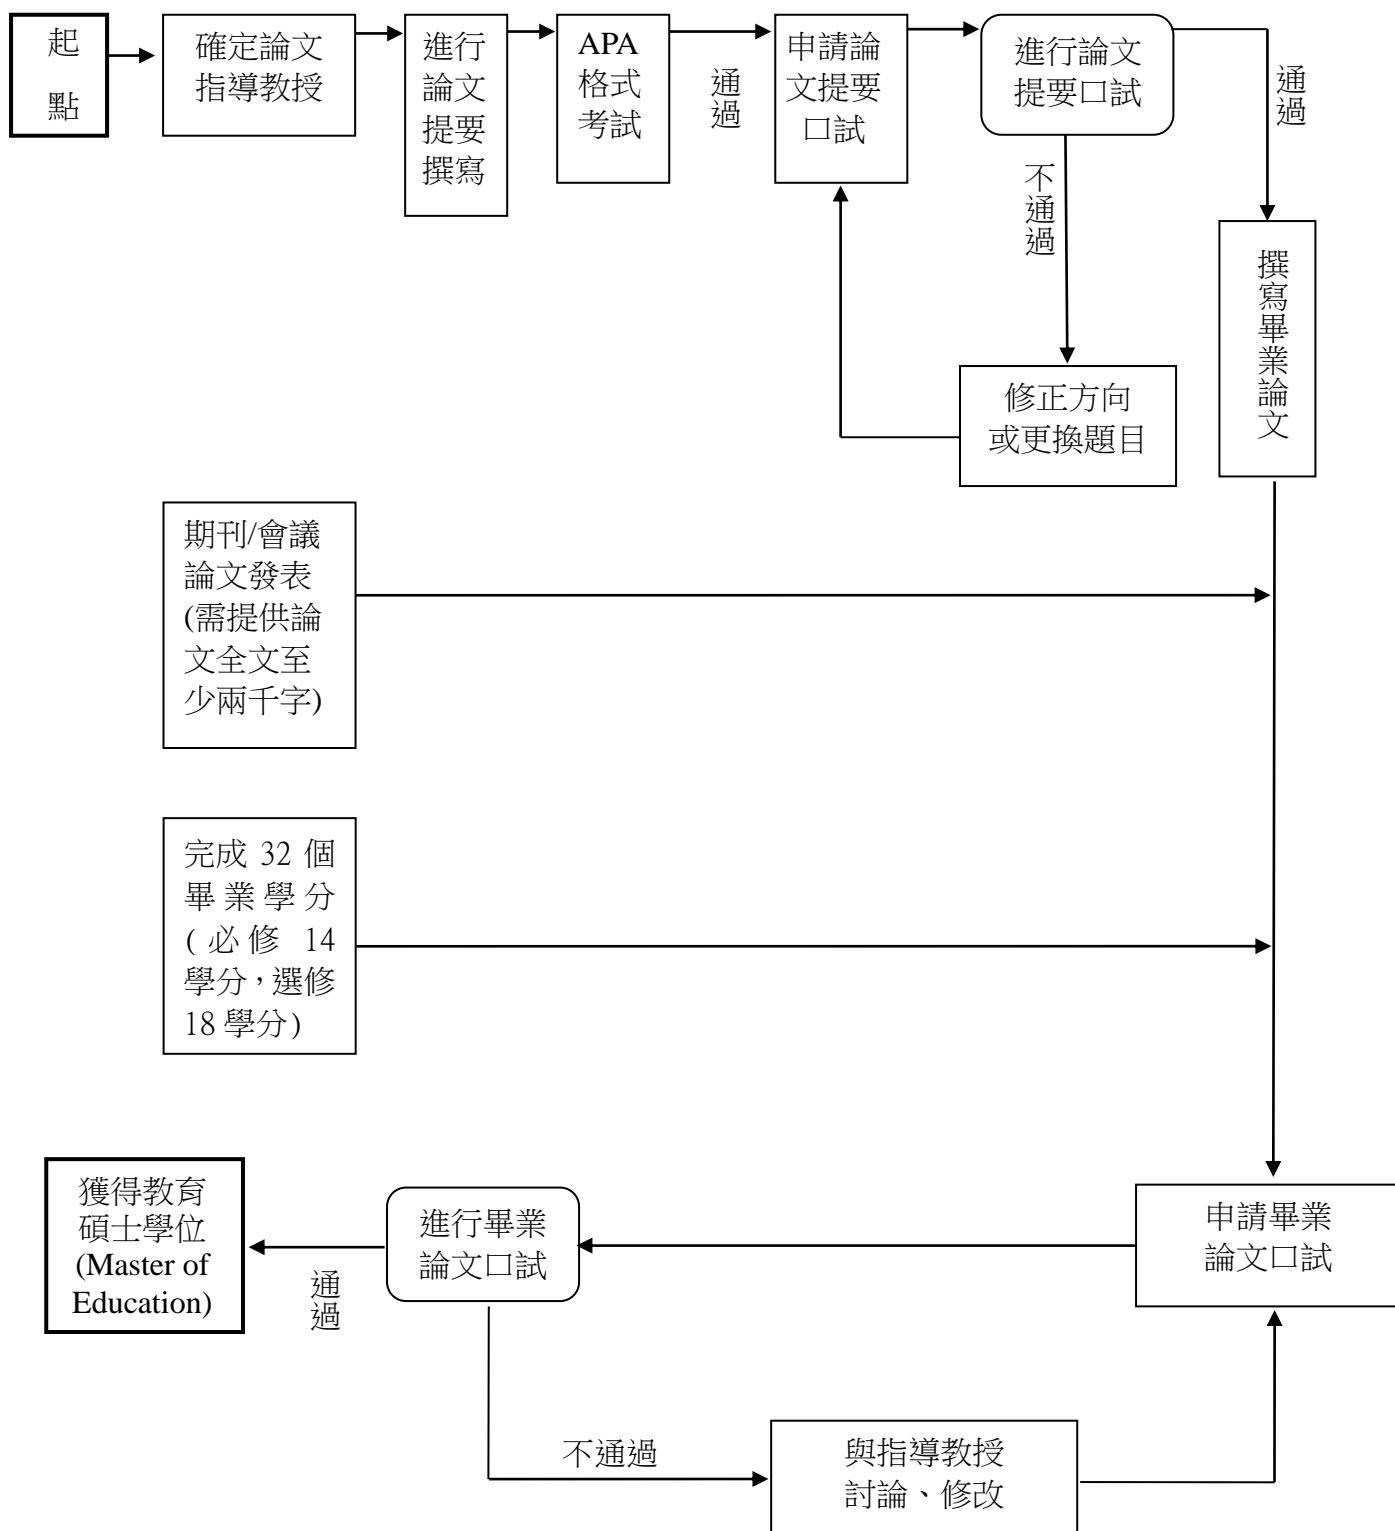 起
點
確定論文
指導教授
進行
論文
提要
撰寫
APA
格式
考試
通過
申請論
文提要
口試
進行論文
提要口試
通過
不通過
撰寫畢業論文
修正方向
或更換題目
期刊/會議
論文發表
(需提供論
文全文至
少兩千字)
完成 32 個
畢業學分
(必修 14
學分，選修
18 學分)
獲得教育
碩士學位
(Master of
Education)
通過
進行畢業
論文口試
申請畢業
論文口試
不通過
與指導教授
討論、修改